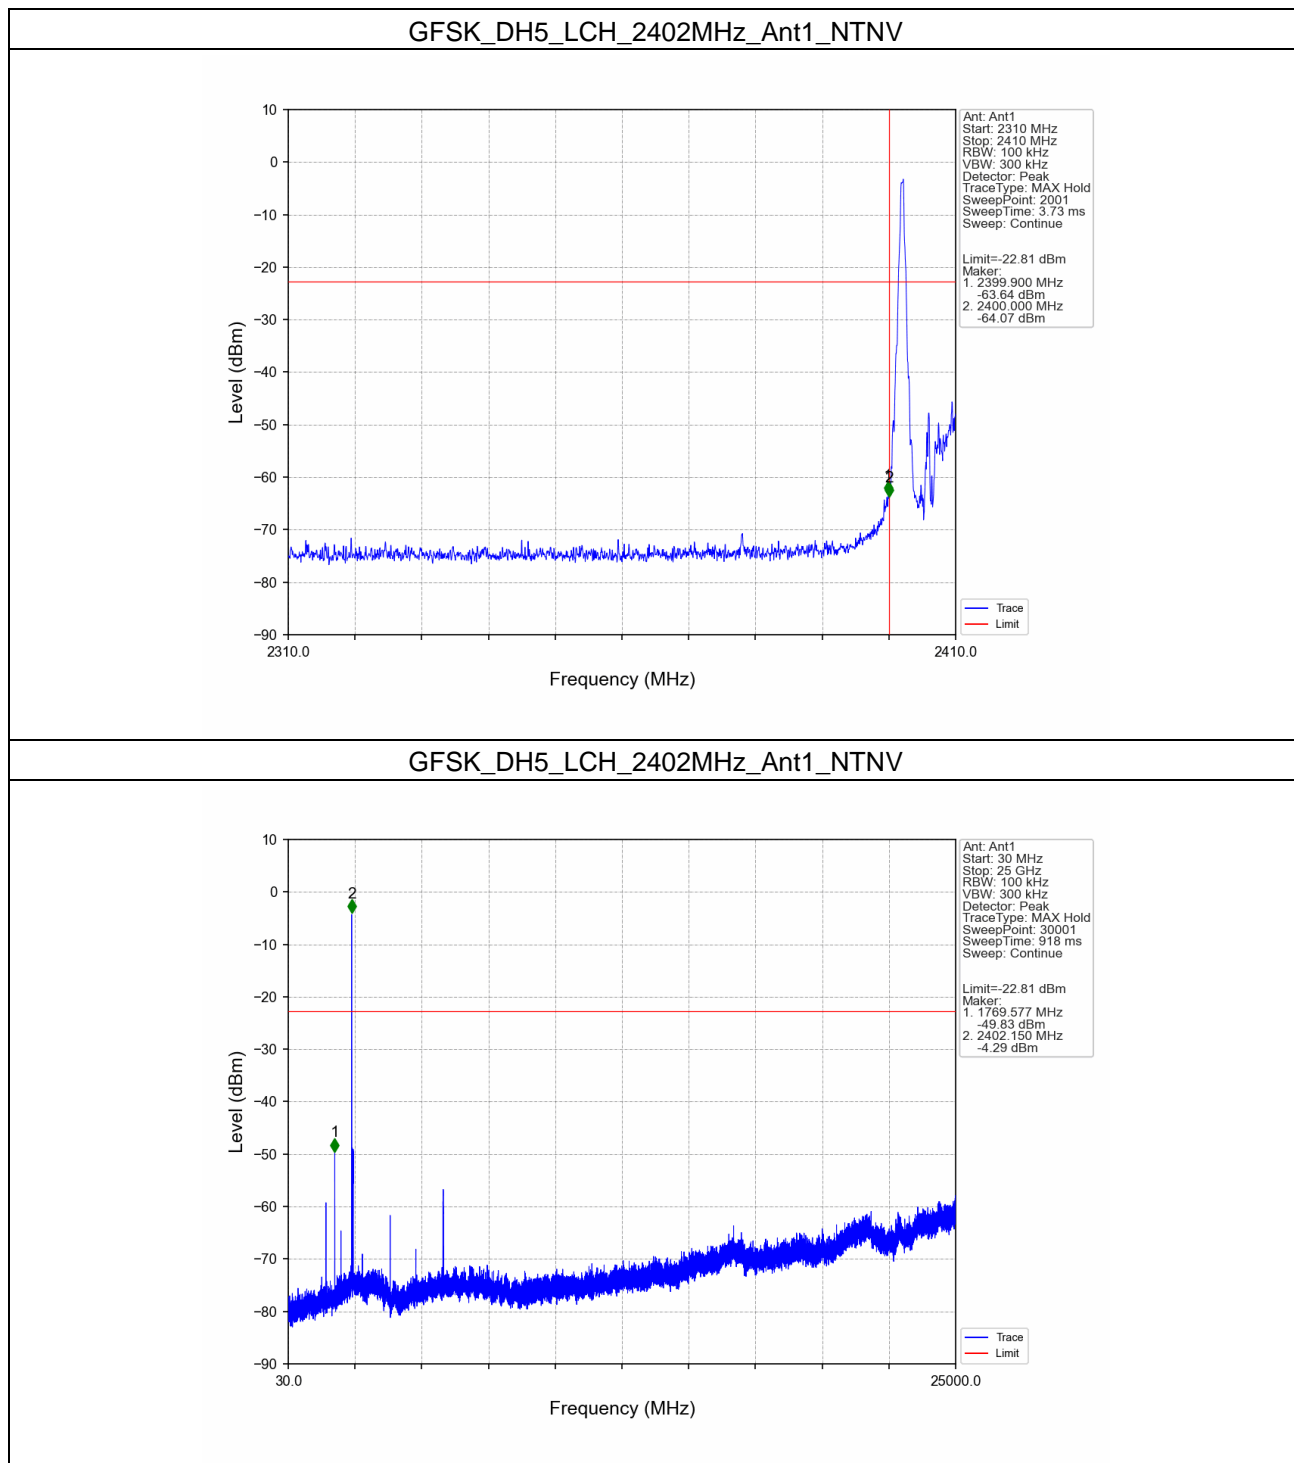 GFSK_DH5_LCH_2402MHz_Ant1_NTNV
10
0
−10
−20
−30
−40
−50
−60
−70
−80
−90
Level (dBm)
2310.0
2410.0
Frequency (MHz)
2
Ant: Ant1
Start: 2310 MHz
Stop: 2410 MHz
RBW: 100 kHz
VBW: 300 kHz
Detector: Peak
TraceType: MAX Hold
SweepPoint: 2001
SweepTime: 3.73 ms
Sweep: Continue
Limit=-22.81 dBm
Maker:
1. 2399.900 MHz
-63.64 dBm
2. 2400.000 MHz
-64.07 dBm
Trace
Limit
GFSK_DH5_LCH_2402MHz_Ant1_NTNV
10
0
−10
−20
−30
−40
−50
−60
−70
−80
−90
Level (dBm)
30.0
25000.0
Frequency (MHz)
1
2
Ant: Ant1
Start: 30 MHz
Stop: 25 GHz
RBW: 100 kHz
VBW: 300 kHz
Detector: Peak
TraceType: MAX Hold
SweepPoint: 30001
SweepTime: 918 ms
Sweep: Continue
Limit=-22.81 dBm
Maker:
1. 1769.577 MHz
-49.83 dBm
2. 2402.150 MHz
-4.29 dBm
Trace
Limit